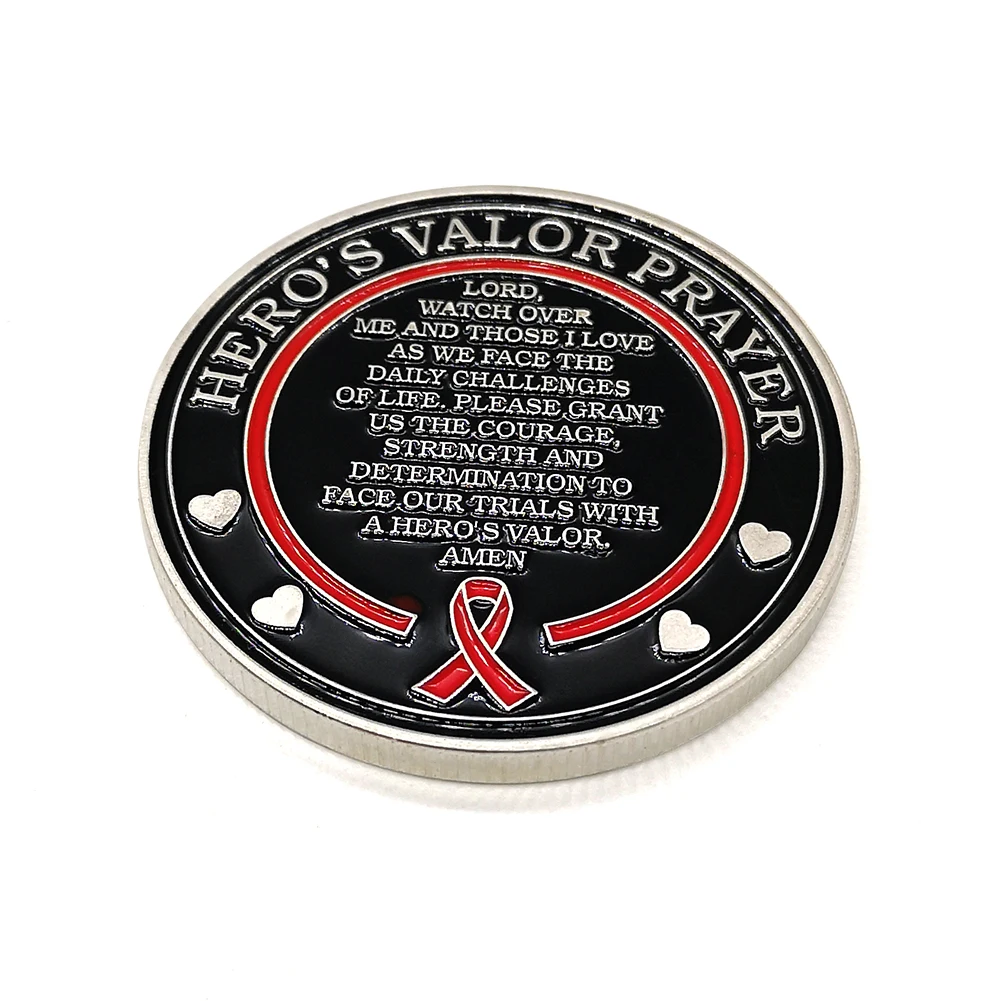 HERO'S VALOR PRAYER
LORD,
WATCH OVER
ME AND THOSE I LOVE
AS WE FACE THE
DAILY CHALLENGES
OF LIFE. PLEASE GRANT
US THE COURAGE,
STRENGTH AND
DETERMINATION TO
FACE OUR TRIALS WITH
A HERO'S VALOR.
AMEN